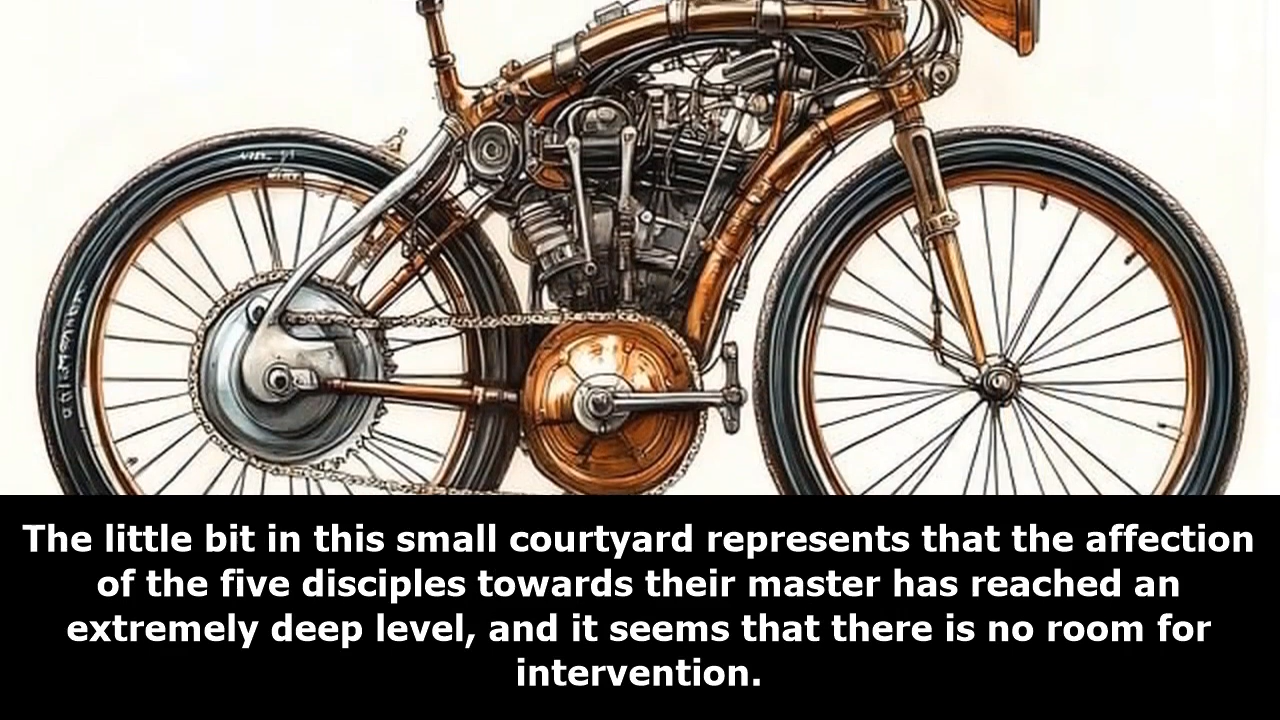 The little bit in this small courtyard represents that the affection
of the five disciples towards their master has reached an
extremely deep level, and it seems that there is no room for
intervention.